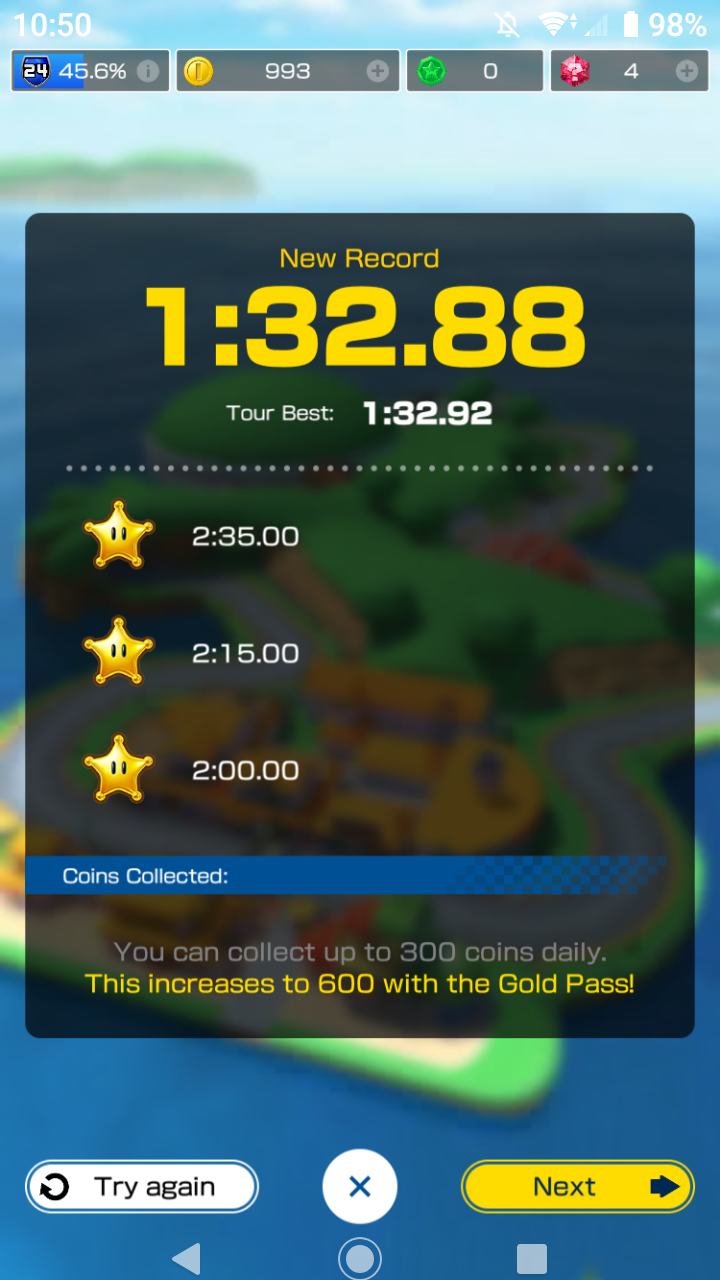 10:50 98%
24 45.6% 993 0 4
New Record
1:32.88
Tour Best: 1:32.92
2:35.00
2:15.00
2:00.00
Coins Collected:
You can collect up to 300 coins daily.
This increases to 600 with the Gold Pass!
Try again × Next